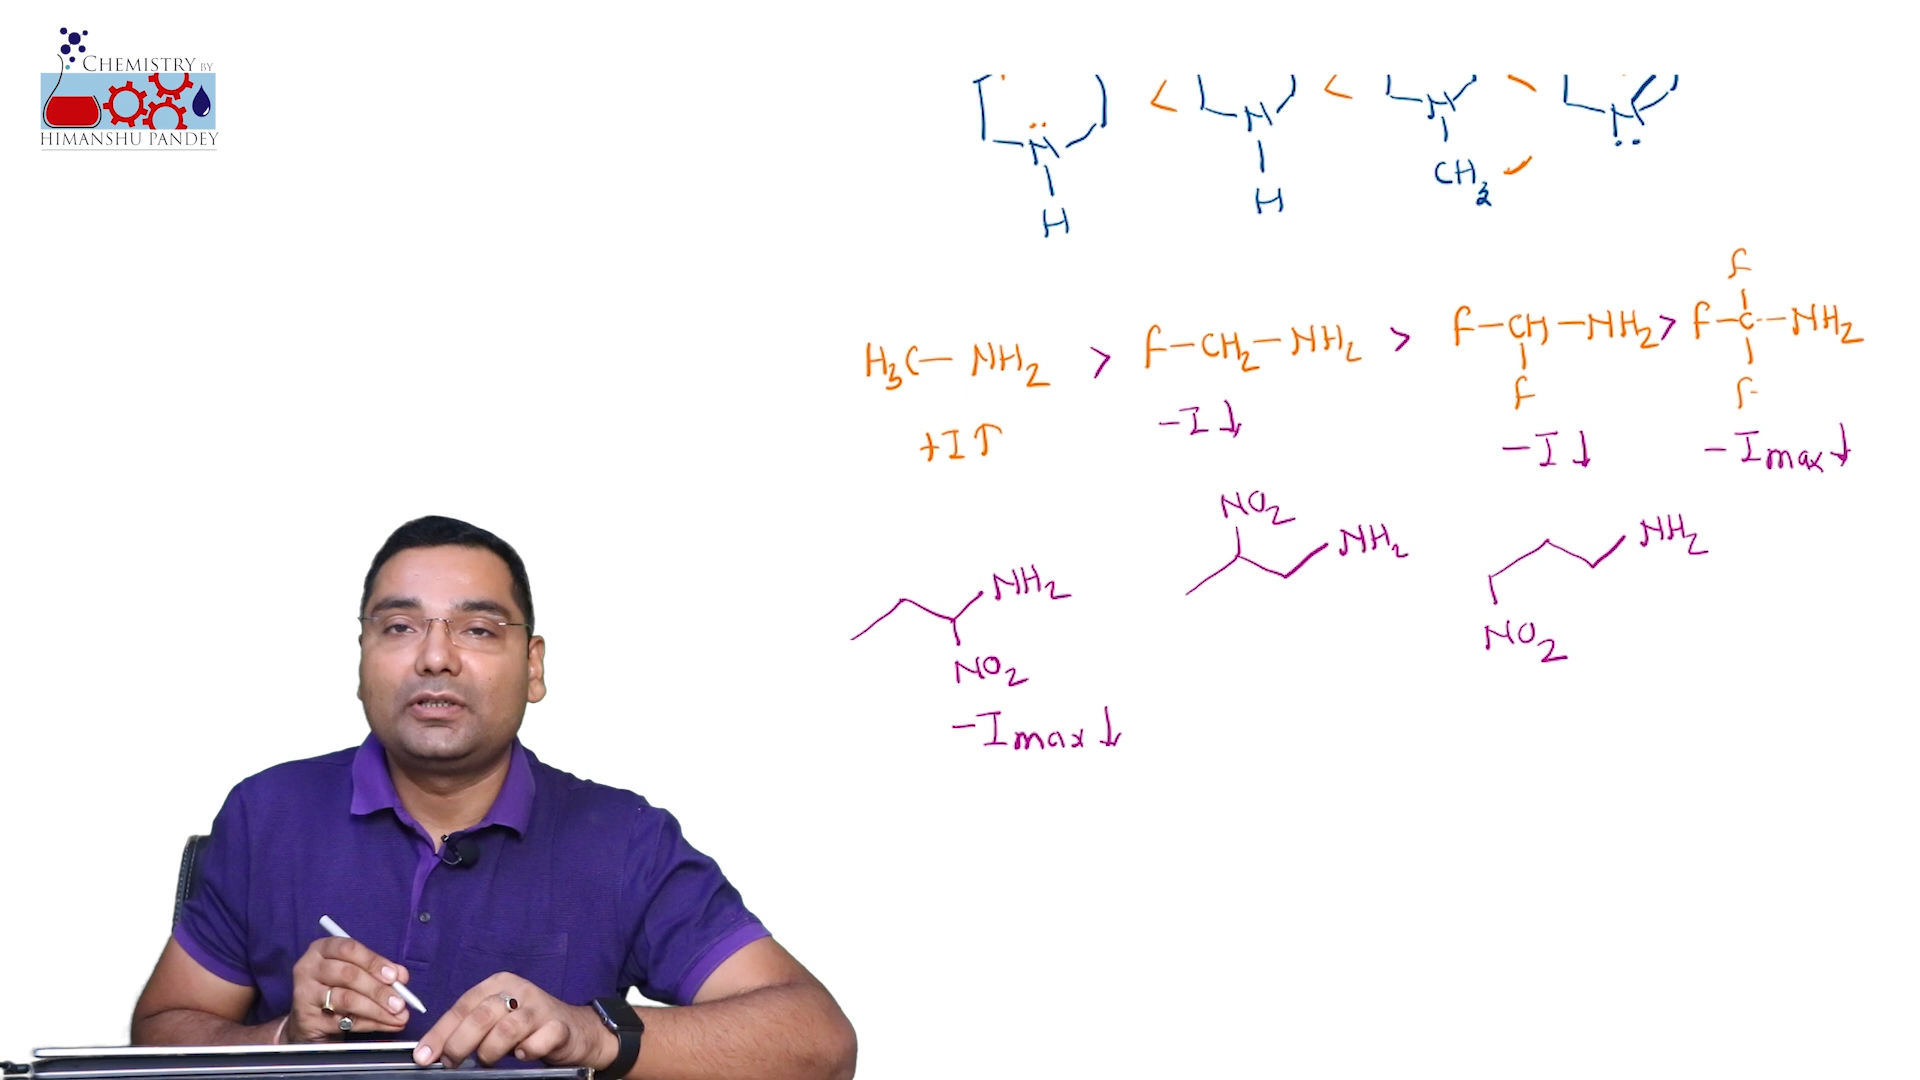 CHEMISTRY BY
HIMANSHU PANDEY
N < N < N N
H H CH3
H3C – NH2 > F–CH2–NH2 > F–CH–NH2 > F–C–NH2
F
F F
+I↑ –I↓ –I↓ –Imax↓
NO2
NH2 NH2 NH2
NO2 NO2
–Imax↓